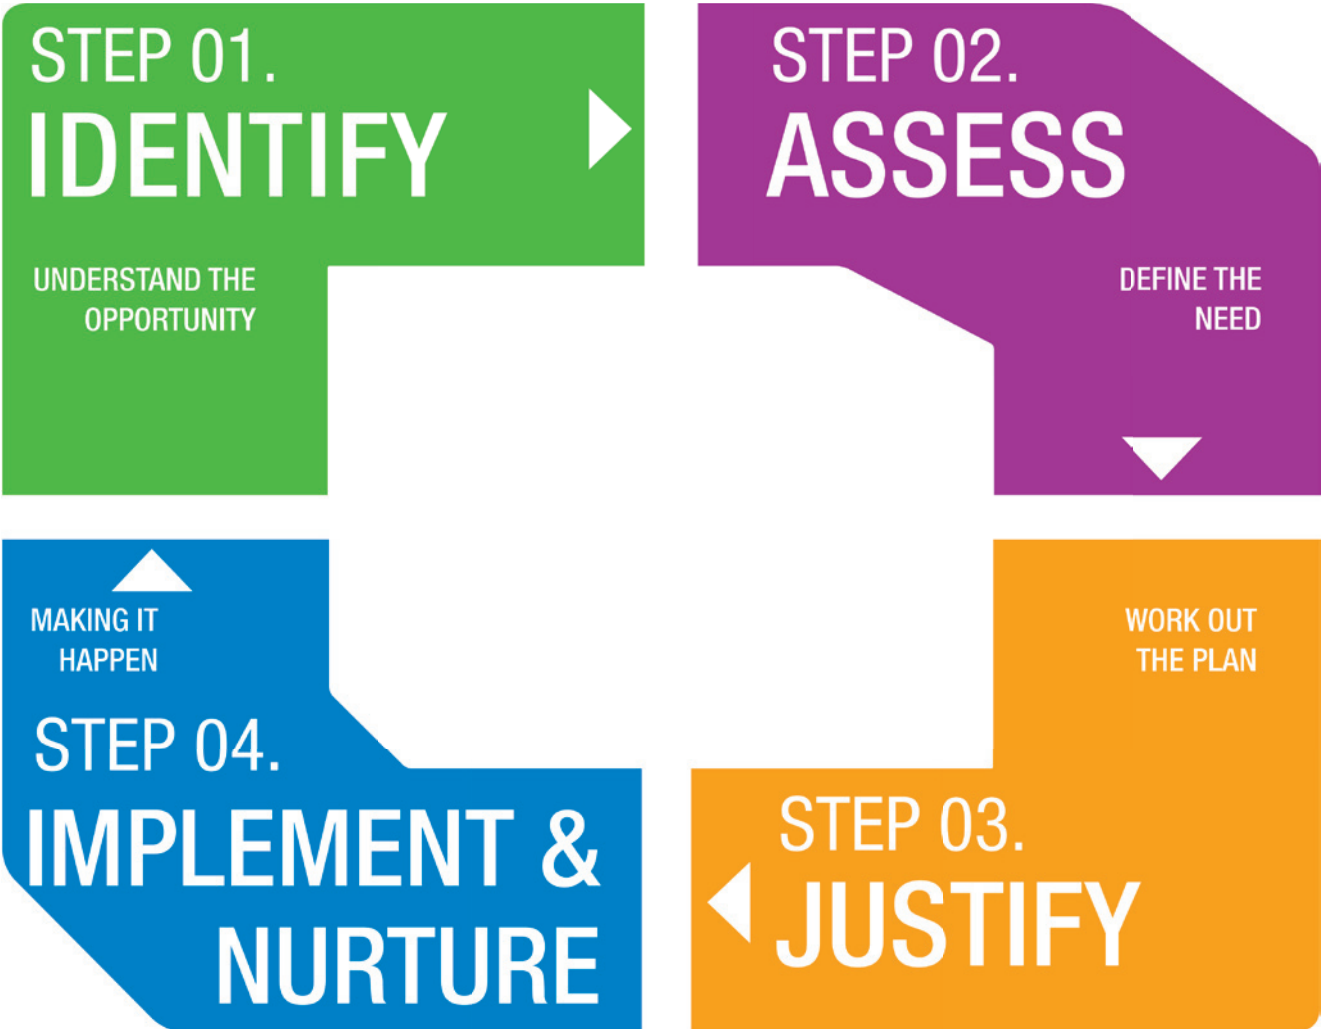 STEP 01.
IDENTIFY
UNDERSTAND THE
OPPORTUNITY
STEP 02.
ASSESS
DEFINE THE
NEED
WORK OUT
THE PLAN
STEP 03.
JUSTIFY
MAKING IT
HAPPEN
STEP 04.
IMPLEMENT &
NURTURE